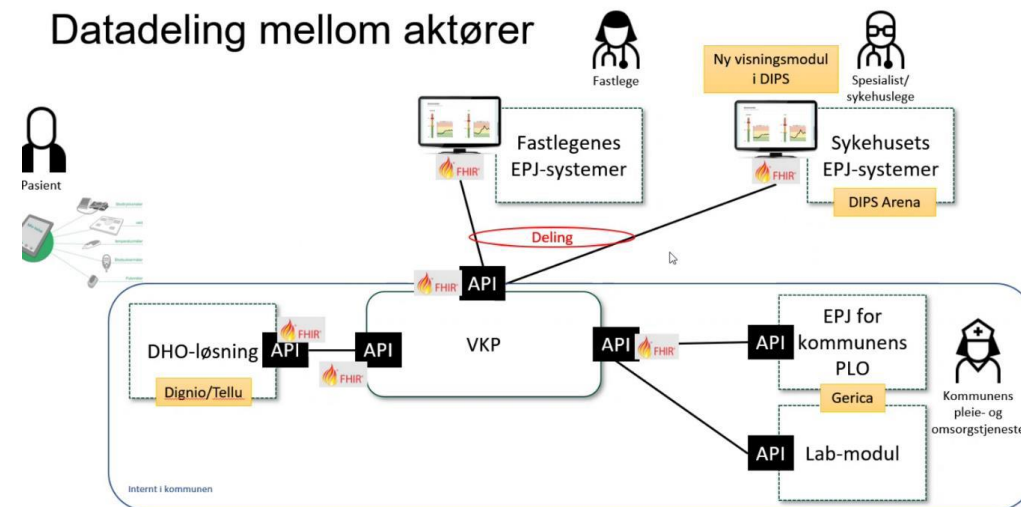 Datadeling mellom aktører
Fastlege
Ny visningsmodul
i DIPS
Spesialist/
sykehuslege
Pasient
Fastlegenes
EPJ-systemer
FHIR
Sykehusets
EPJ-systemer
FHIR
DIPS Arena
Deling
FHIR
API
DHO-løsning
API
FHIR
Dignio/Tellu
API
FHIR
VKP
API
FHIR
API
EPJ for
kommunens
PLO
Gerica
Kommunens
pleie- og
omsorgstjeneste
API
Lab-modul
Internt i kommunen